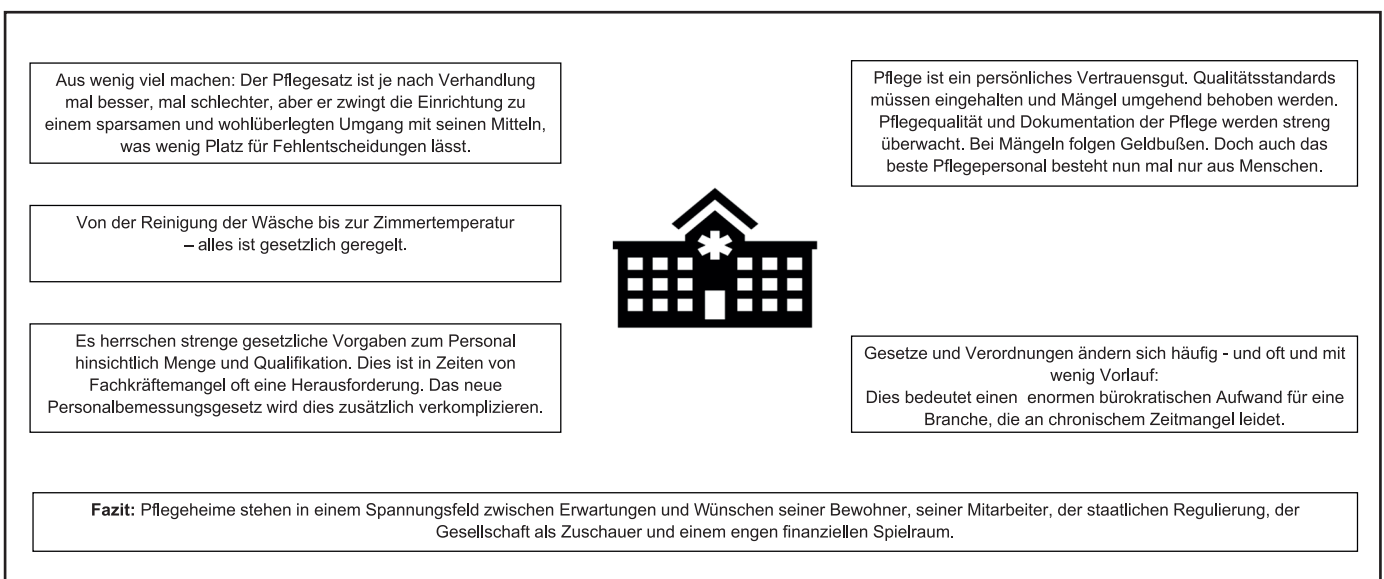 Aus wenig viel machen: Der Pflegesatz ist je nach Verhandlung
mal besser, mal schlechter, aber er zwingt die Einrichtung zu
einem sparsamen und wohlüberlegten Umgang mit seinen Mitteln,
was wenig Platz für Fehlentscheidungen lässt.
Von der Reinigung der Wäsche bis zur Zimmertemperatur
– alles ist gesetzlich geregelt.
Es herrschen strenge gesetzliche Vorgaben zum Personal
hinsichtlich Menge und Qualifikation. Dies ist in Zeiten von
Fachkräftemangel oft eine Herausforderung. Das neue
Personalbemessungsgesetz wird dies zusätzlich verkomplizieren.
Pflege ist ein persönliches Vertrauensgut. Qualitätsstandards
müssen eingehalten und Mängel umgehend behoben werden.
Pflegequalität und Dokumentation der Pflege werden streng
überwacht. Bei Mängeln folgen Geldbußen. Doch auch das
beste Pflegepersonal besteht nun mal nur aus Menschen.
Gesetze und Verordnungen ändern sich häufig - und oft und mit
wenig Vorlauf:
Dies bedeutet einen enormen bürokratischen Aufwand für eine
Branche, die an chronischem Zeitmangel leidet.
Fazit: Pflegeheime stehen in einem Spannungsfeld zwischen Erwartungen und Wünschen seiner Bewohner, seiner Mitarbeiter, der staatlichen Regulierung, der
Gesellschaft als Zuschauer und einem engen finanziellen Spielraum.